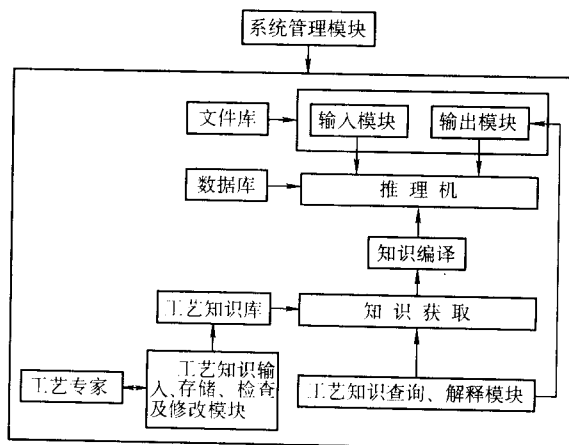 系统管理模块
文件库
输入模块
输出模块
数据库
推理机
知识编译
工艺知识库
知识获取
工艺专家
工艺知识输
入、存储、检查
及修改模块
工艺知识查询、解释模块